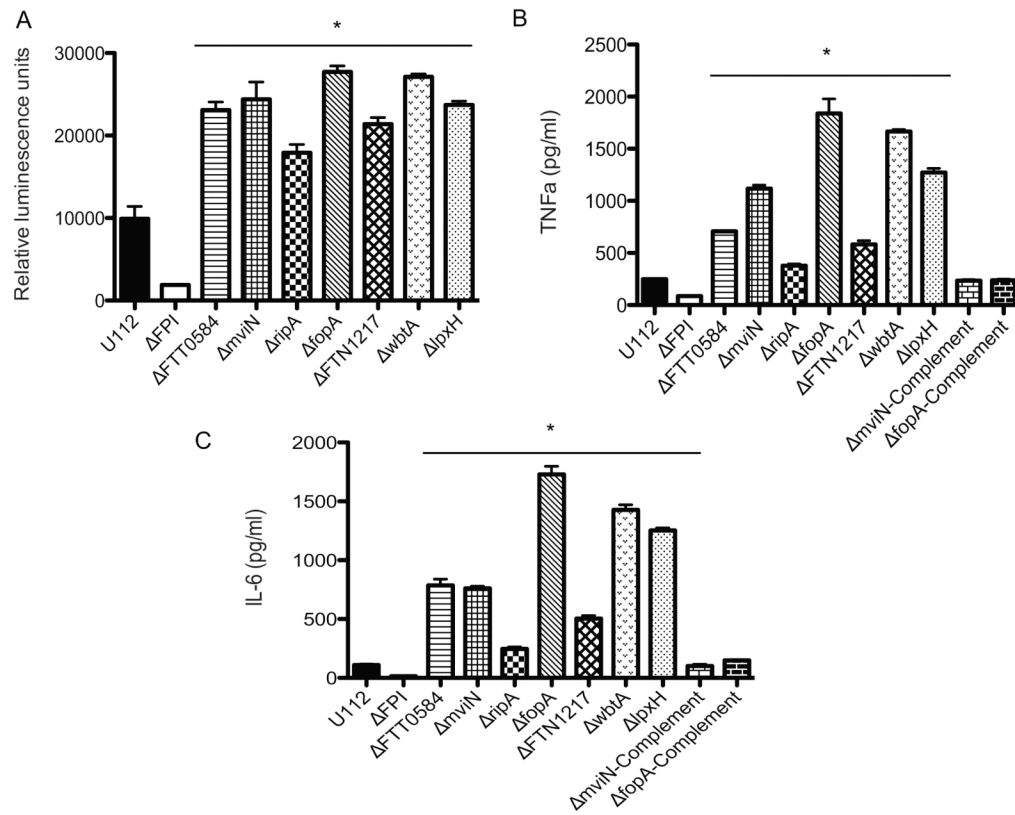 A
*
Relative luminescence units
30000
20000
10000
0
U112
ΔFPI
ΔFTT0584
ΔmviN
ΔripA
ΔfopA
ΔFTN1217
ΔwbtA
ΔlpxH
B
*
TNFa (pg/ml)
2500
2000
1500
1000
500
0
U112
ΔFPI
ΔFTT0584
ΔmviN
ΔripA
ΔfopA
ΔFTN1217
ΔwbtA
ΔlpxH
ΔmviN-Complement
ΔfopA-Complement
C
*
IL-6 (pg/ml)
2000
1500
1000
500
0
U112
ΔFPI
ΔFTT0584
ΔmviN
ΔripA
ΔfopA
ΔFTN1217
ΔwbtA
ΔlpxH
ΔmviN-Complement
ΔfopA-Complement